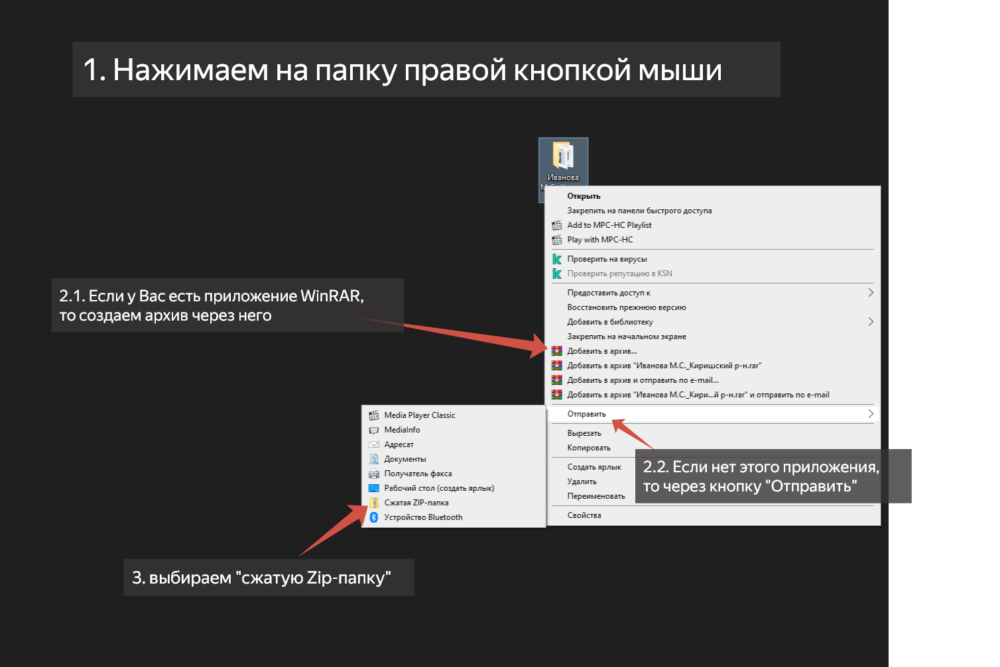 1. Нажимаем на папку правой кнопкой мыши
Иванова
Открыть
Закрепить на панели быстрого доступа
Add to MPC-HC Playlist
Play with MPC-HC
Проверить на вирусы
Проверить репутацию в KSN
Предоставить доступ к
Восстановить прежнюю версию
Добавить в библиотеку
Закрепить на начальном экране
Добавить в архив...
Добавить в архив "Иванова М.С._Киришский р-н.rar"
Добавить в архив и отправить по e-mail...
Добавить в архив "Иванова М.С._Кири...й р-н.rar" и отправить по e-mail
Отправить
Вырезать
Копировать
Создать ярлык
Удалить
Переименовать
Свойства
2.1. Если у Вас есть приложение WinRAR,
то создаем архив через него
2.2. Если нет этого приложения,
то через кнопку "Отправить"
Media Player Classic
MediaInfo
Адресат
Документы
Получатель факса
Рабочий стол (создать ярлык)
Сжатая ZIP-папка
Устройство Bluetooth
3. выбираем "сжатую Zip-папку"